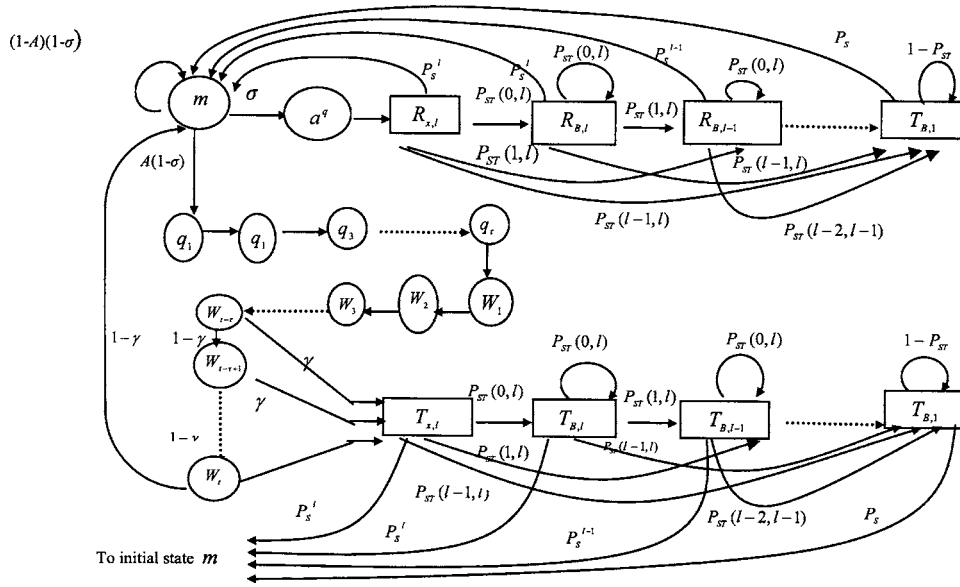 (1-A)(1-σ)
P_S
P_S^l
P_S^l
P_ST(0,l)
P_S^{l-1}
P_ST(0,l)
1 − P_ST
m
σ
a^q
R_{x,l}
P_ST(0,l)
R_{B,l}
P_ST(1,l)
R_{B,l-1}
T_{B,1}
A(1-σ)
P_ST(1,l)
P_ST(l−1,l)
P_ST(l−1,l)
P_ST(l−2,l−1)
q_1
q_1
q_3
q_τ
W_{t-τ}
W_3
W_2
W_1
1−γ
1−γ
W_{t-τ+1}
γ
γ
P_ST(0,l)
P_ST(0,l)
1 − P_ST
T_{x,l}
P_ST(0,l)
T_{B,l}
P_ST(1,l)
T_{B,l-1}
T_{B,1}
1−ν
W_t
P_ST(1,l)
P_ST(l−1,l)
P_ST(l−1,l)
P_ST(l−2,l−1)
P_S^l
P_S^l
P_S^{l-1}
P_S
To initial state m